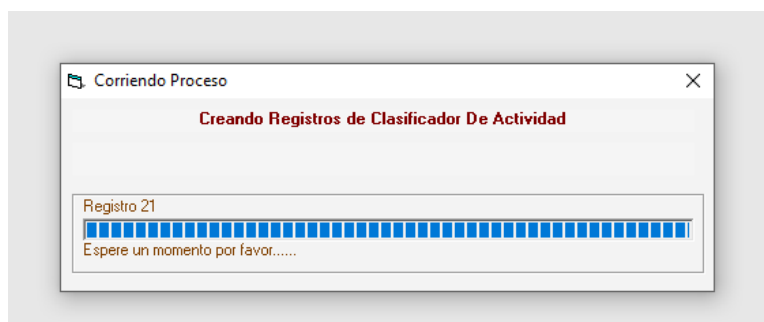 Corriendo Proceso
Creando Registros de Clasificador De Actividad
Registro 21
Espere un momento por favor......